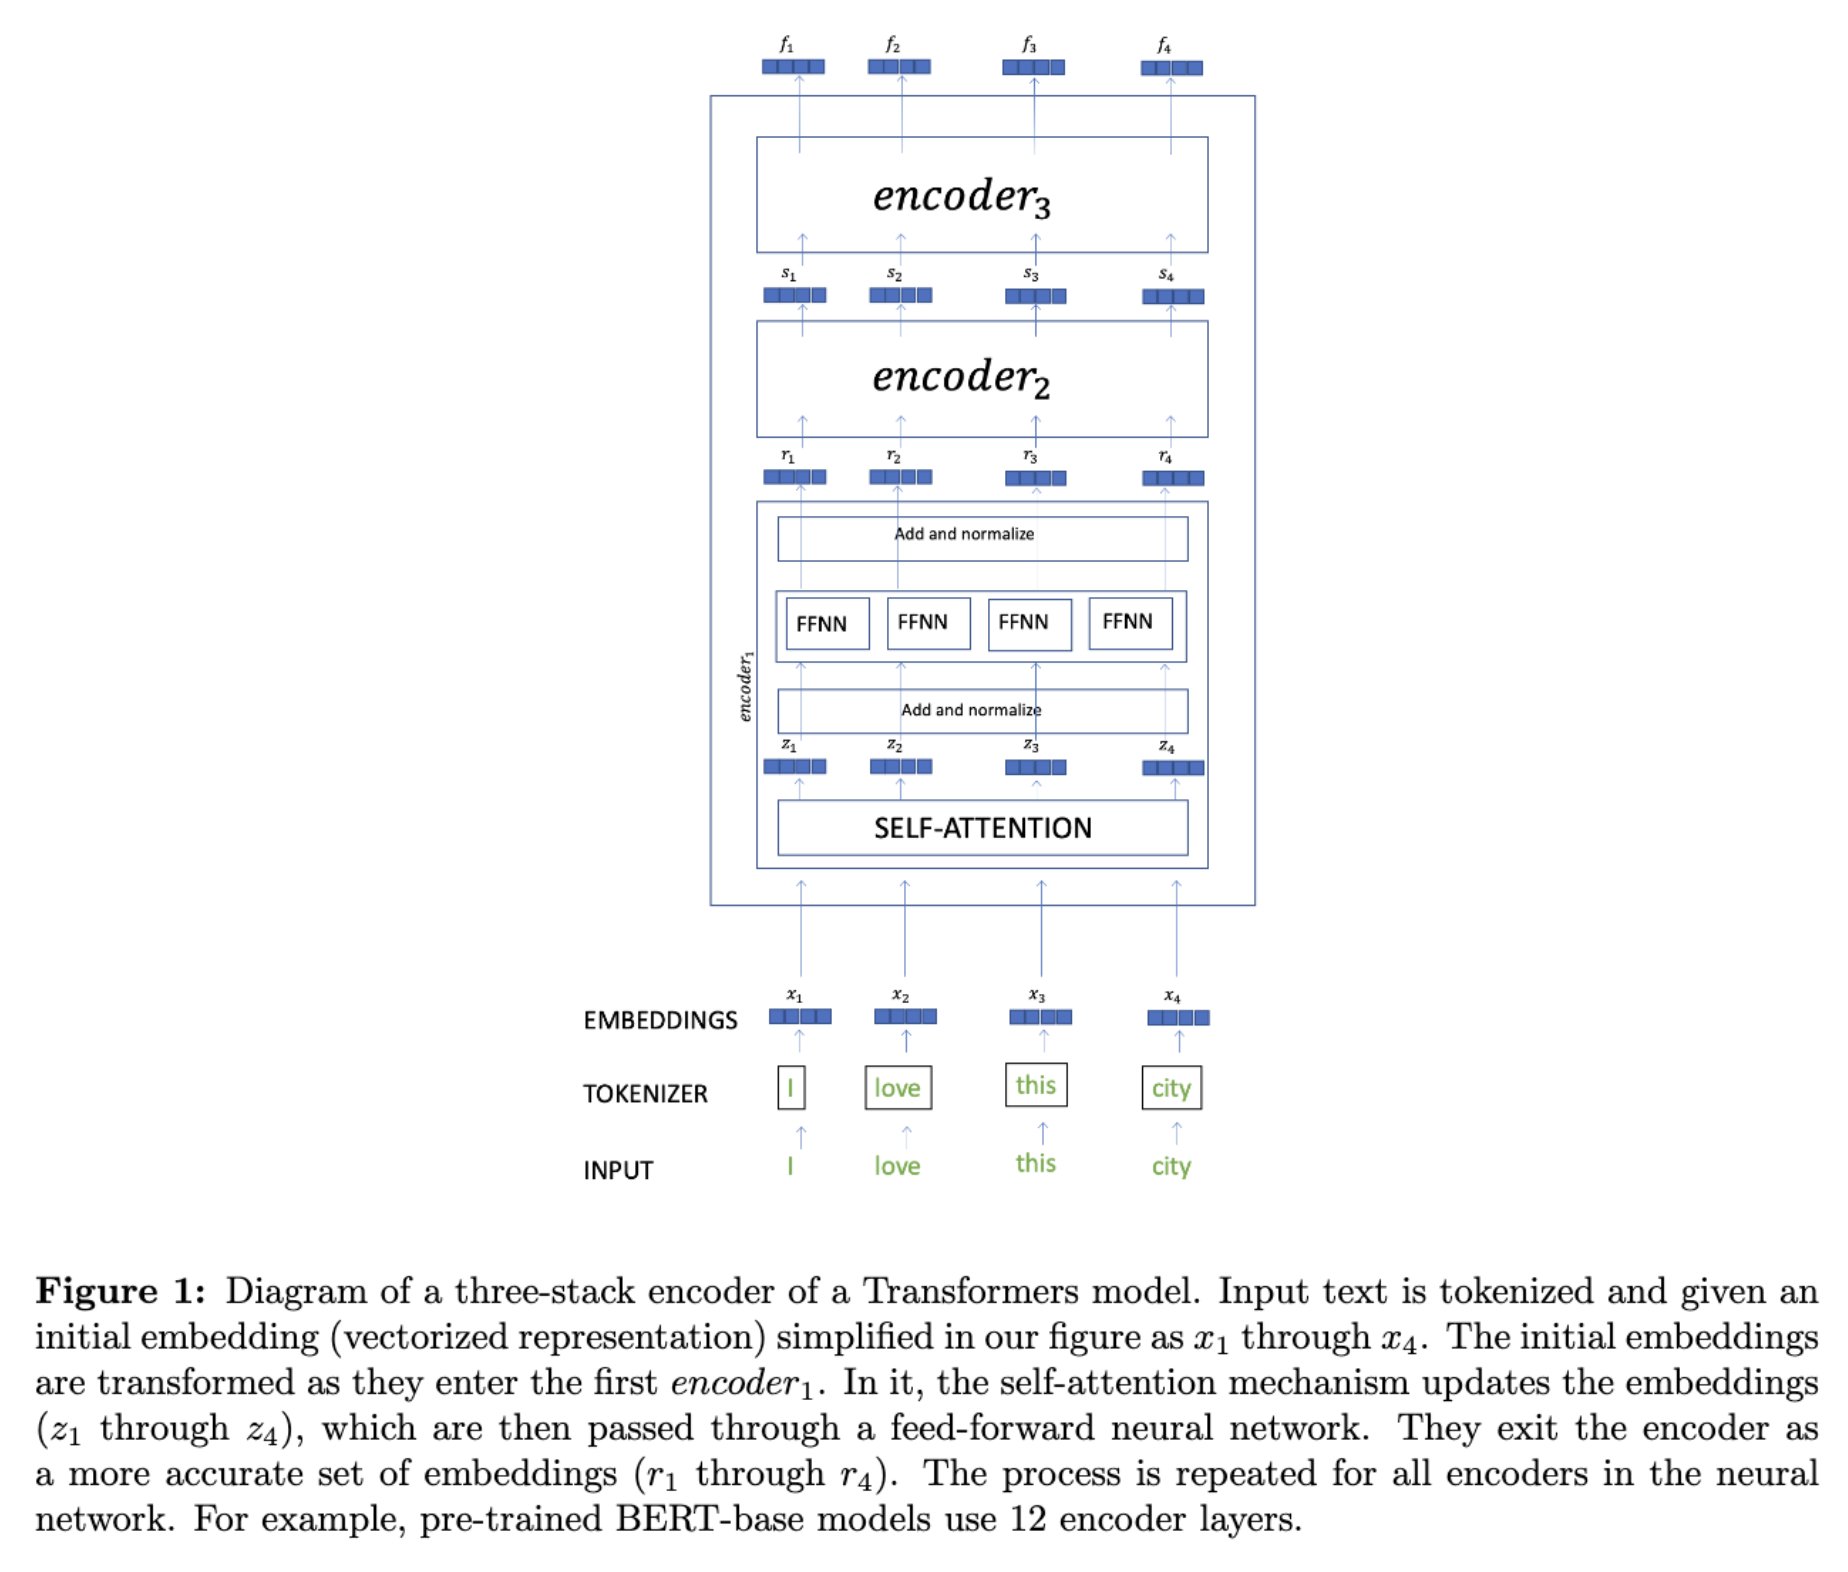 f₁ f₂ f₃ f₄
encoder₃
s₁ s₂ s₃ s₄
encoder₂
r₁ r₂ r₃ r₄
Add and normalize
FFNN FFNN FFNN FFNN
encoder₁
Add and normalize
z₁ z₂ z₃ z₄
SELF-ATTENTION
x₁ x₂ x₃ x₄
EMBEDDINGS
TOKENIZER I love this city
INPUT I love this city
Figure 1: Diagram of a three-stack encoder of a Transformers model. Input text is tokenized and given an
initial embedding (vectorized representation) simplified in our figure as x₁ through x₄. The initial embeddings
are transformed as they enter the first encoder₁. In it, the self-attention mechanism updates the embeddings
(z₁ through z₄), which are then passed through a feed-forward neural network. They exit the encoder as
a more accurate set of embeddings (r₁ through r₄). The process is repeated for all encoders in the neural
network. For example, pre-trained BERT-base models use 12 encoder layers.